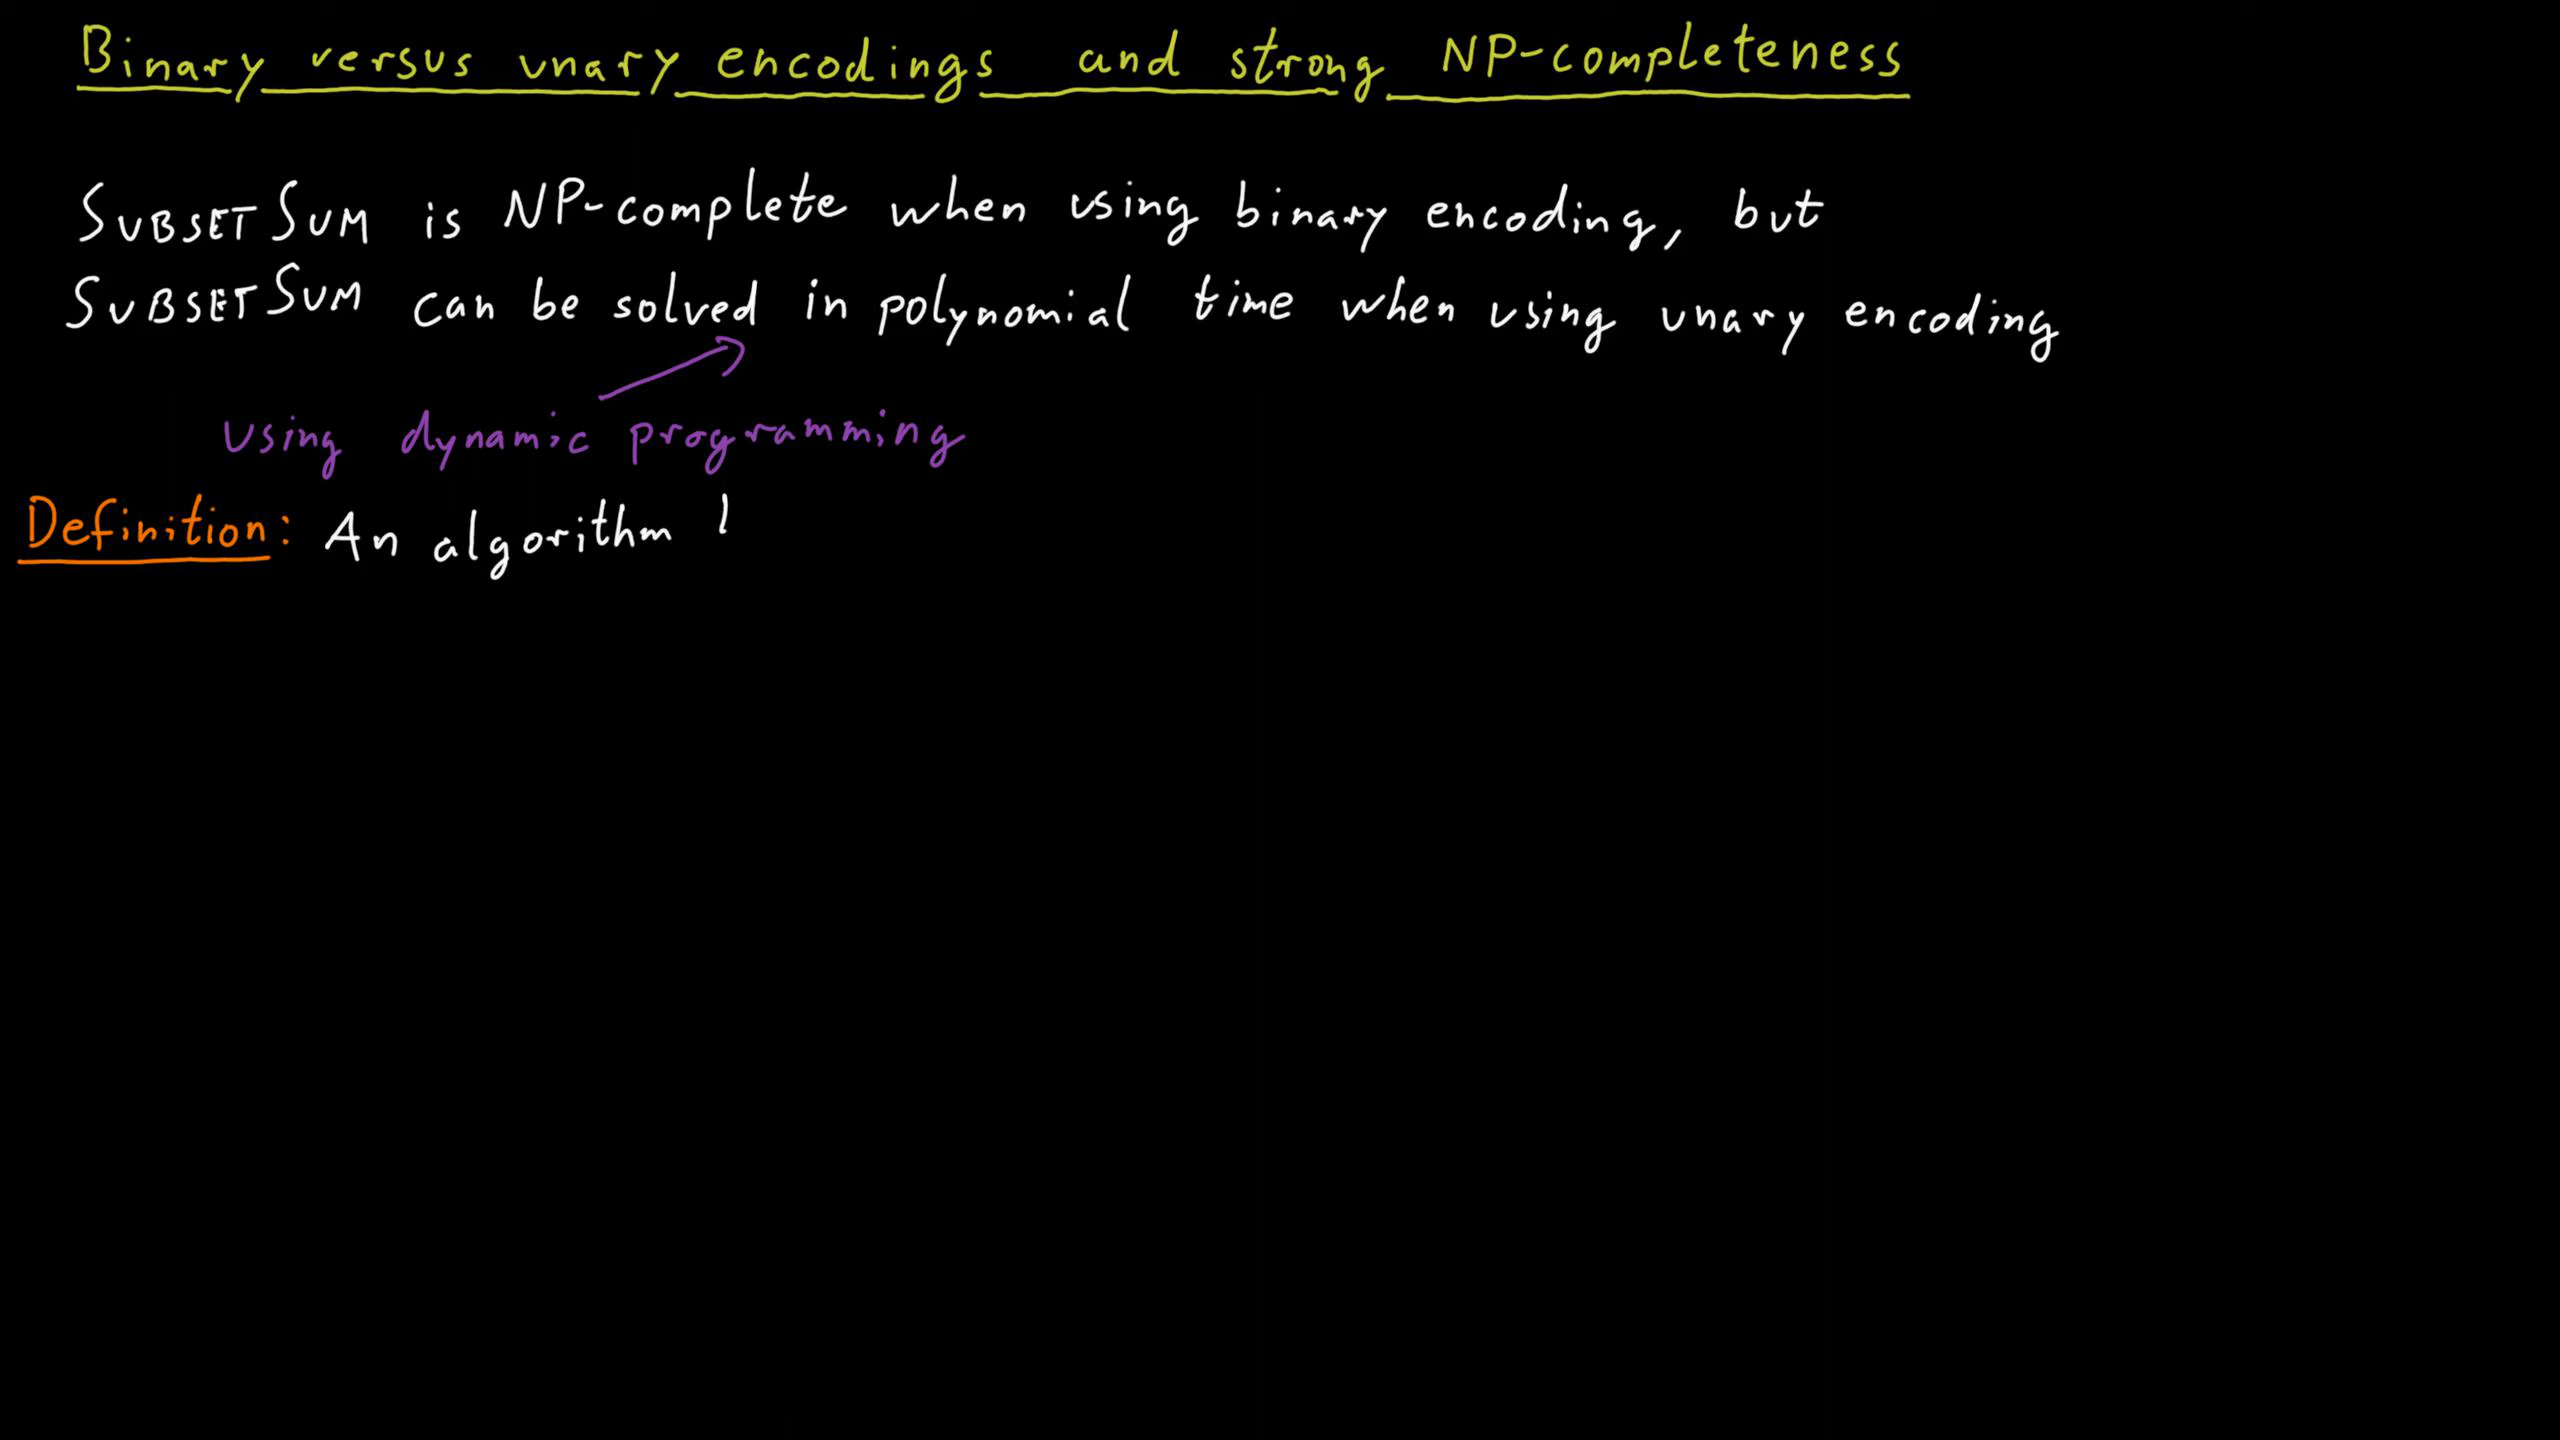 Binary versus unary encodings and strong NP-completeness
SUBSETSUM is NP-complete when using binary encoding, but
SUBSETSUM can be solved in polynomial time when using unary encoding
using dynamic programming
Definition: An algorithm